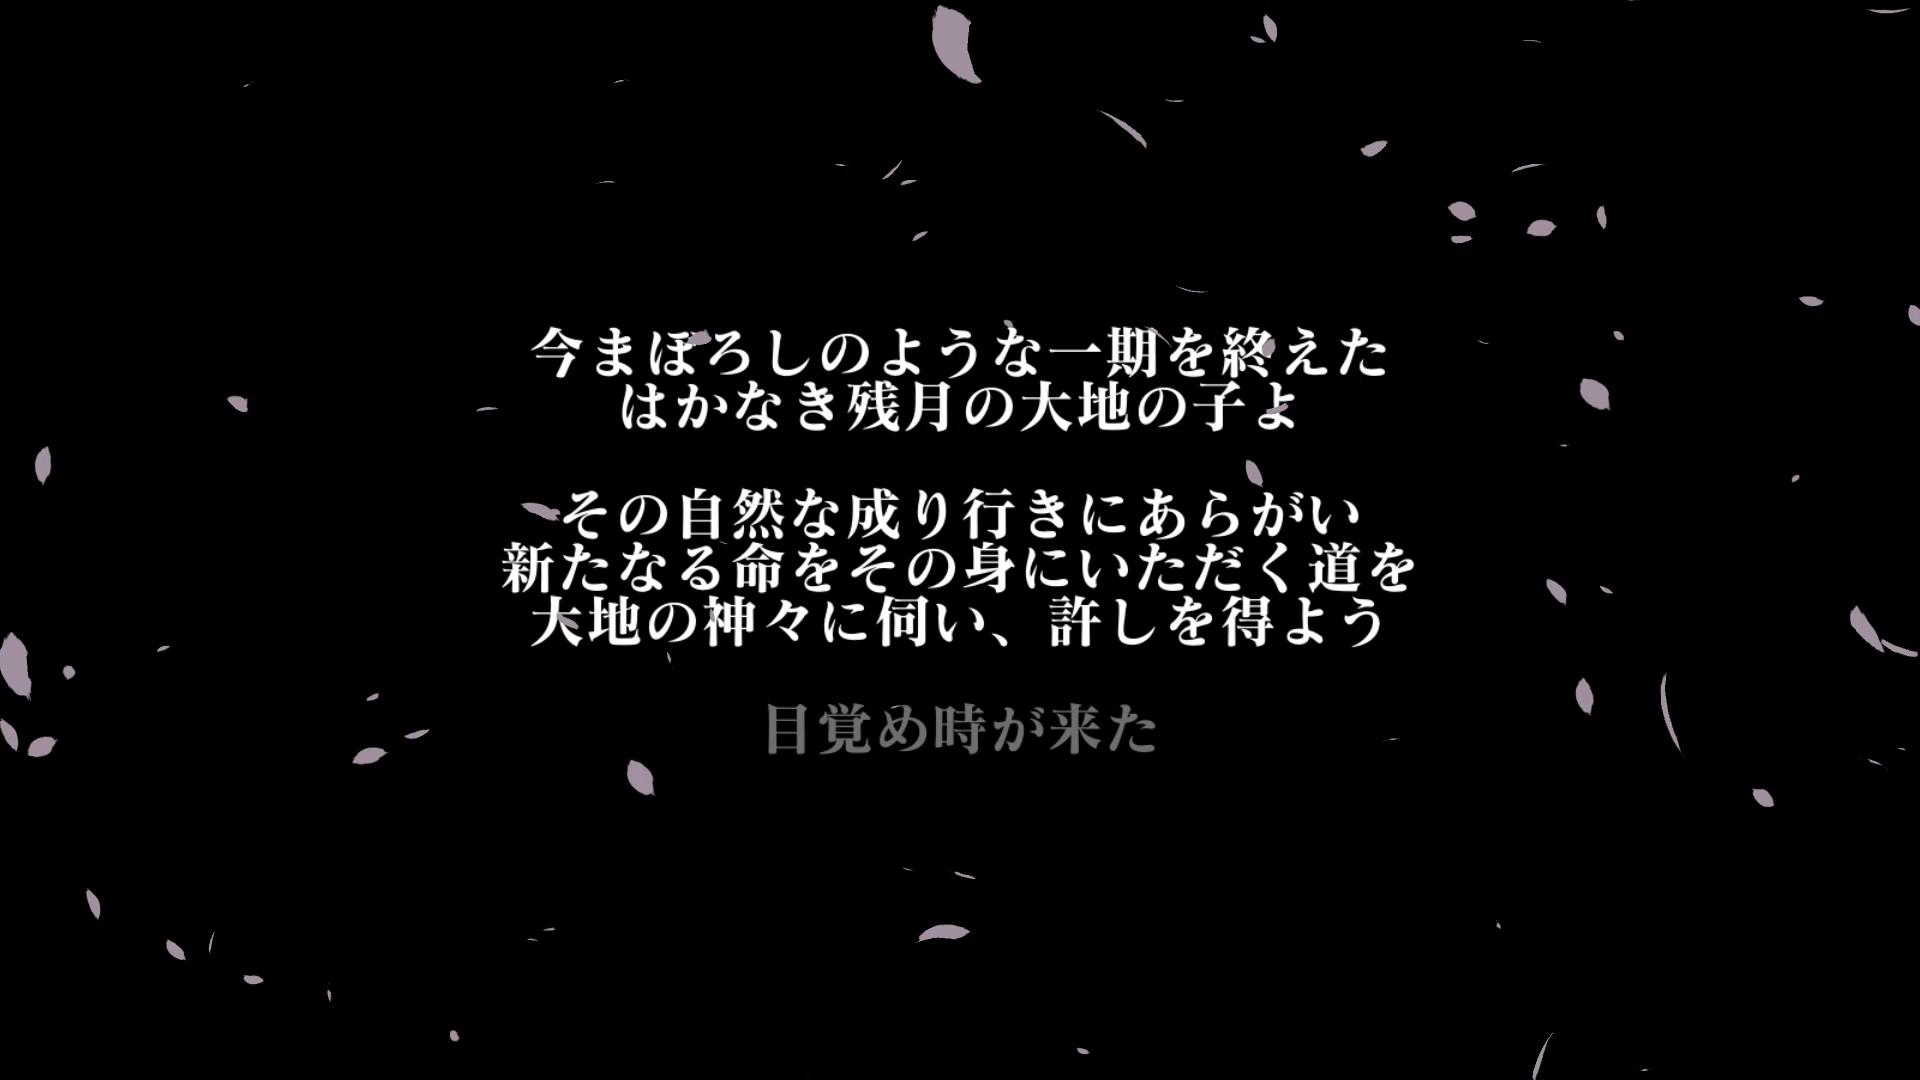 今まぼろしのような一期を終えた
はかなき残月の大地の子よ
その自然な成り行きにあらがい
新たなる命をその身にいただく道を
大地の神々に伺い、許しを得よう
目覚め時が来た